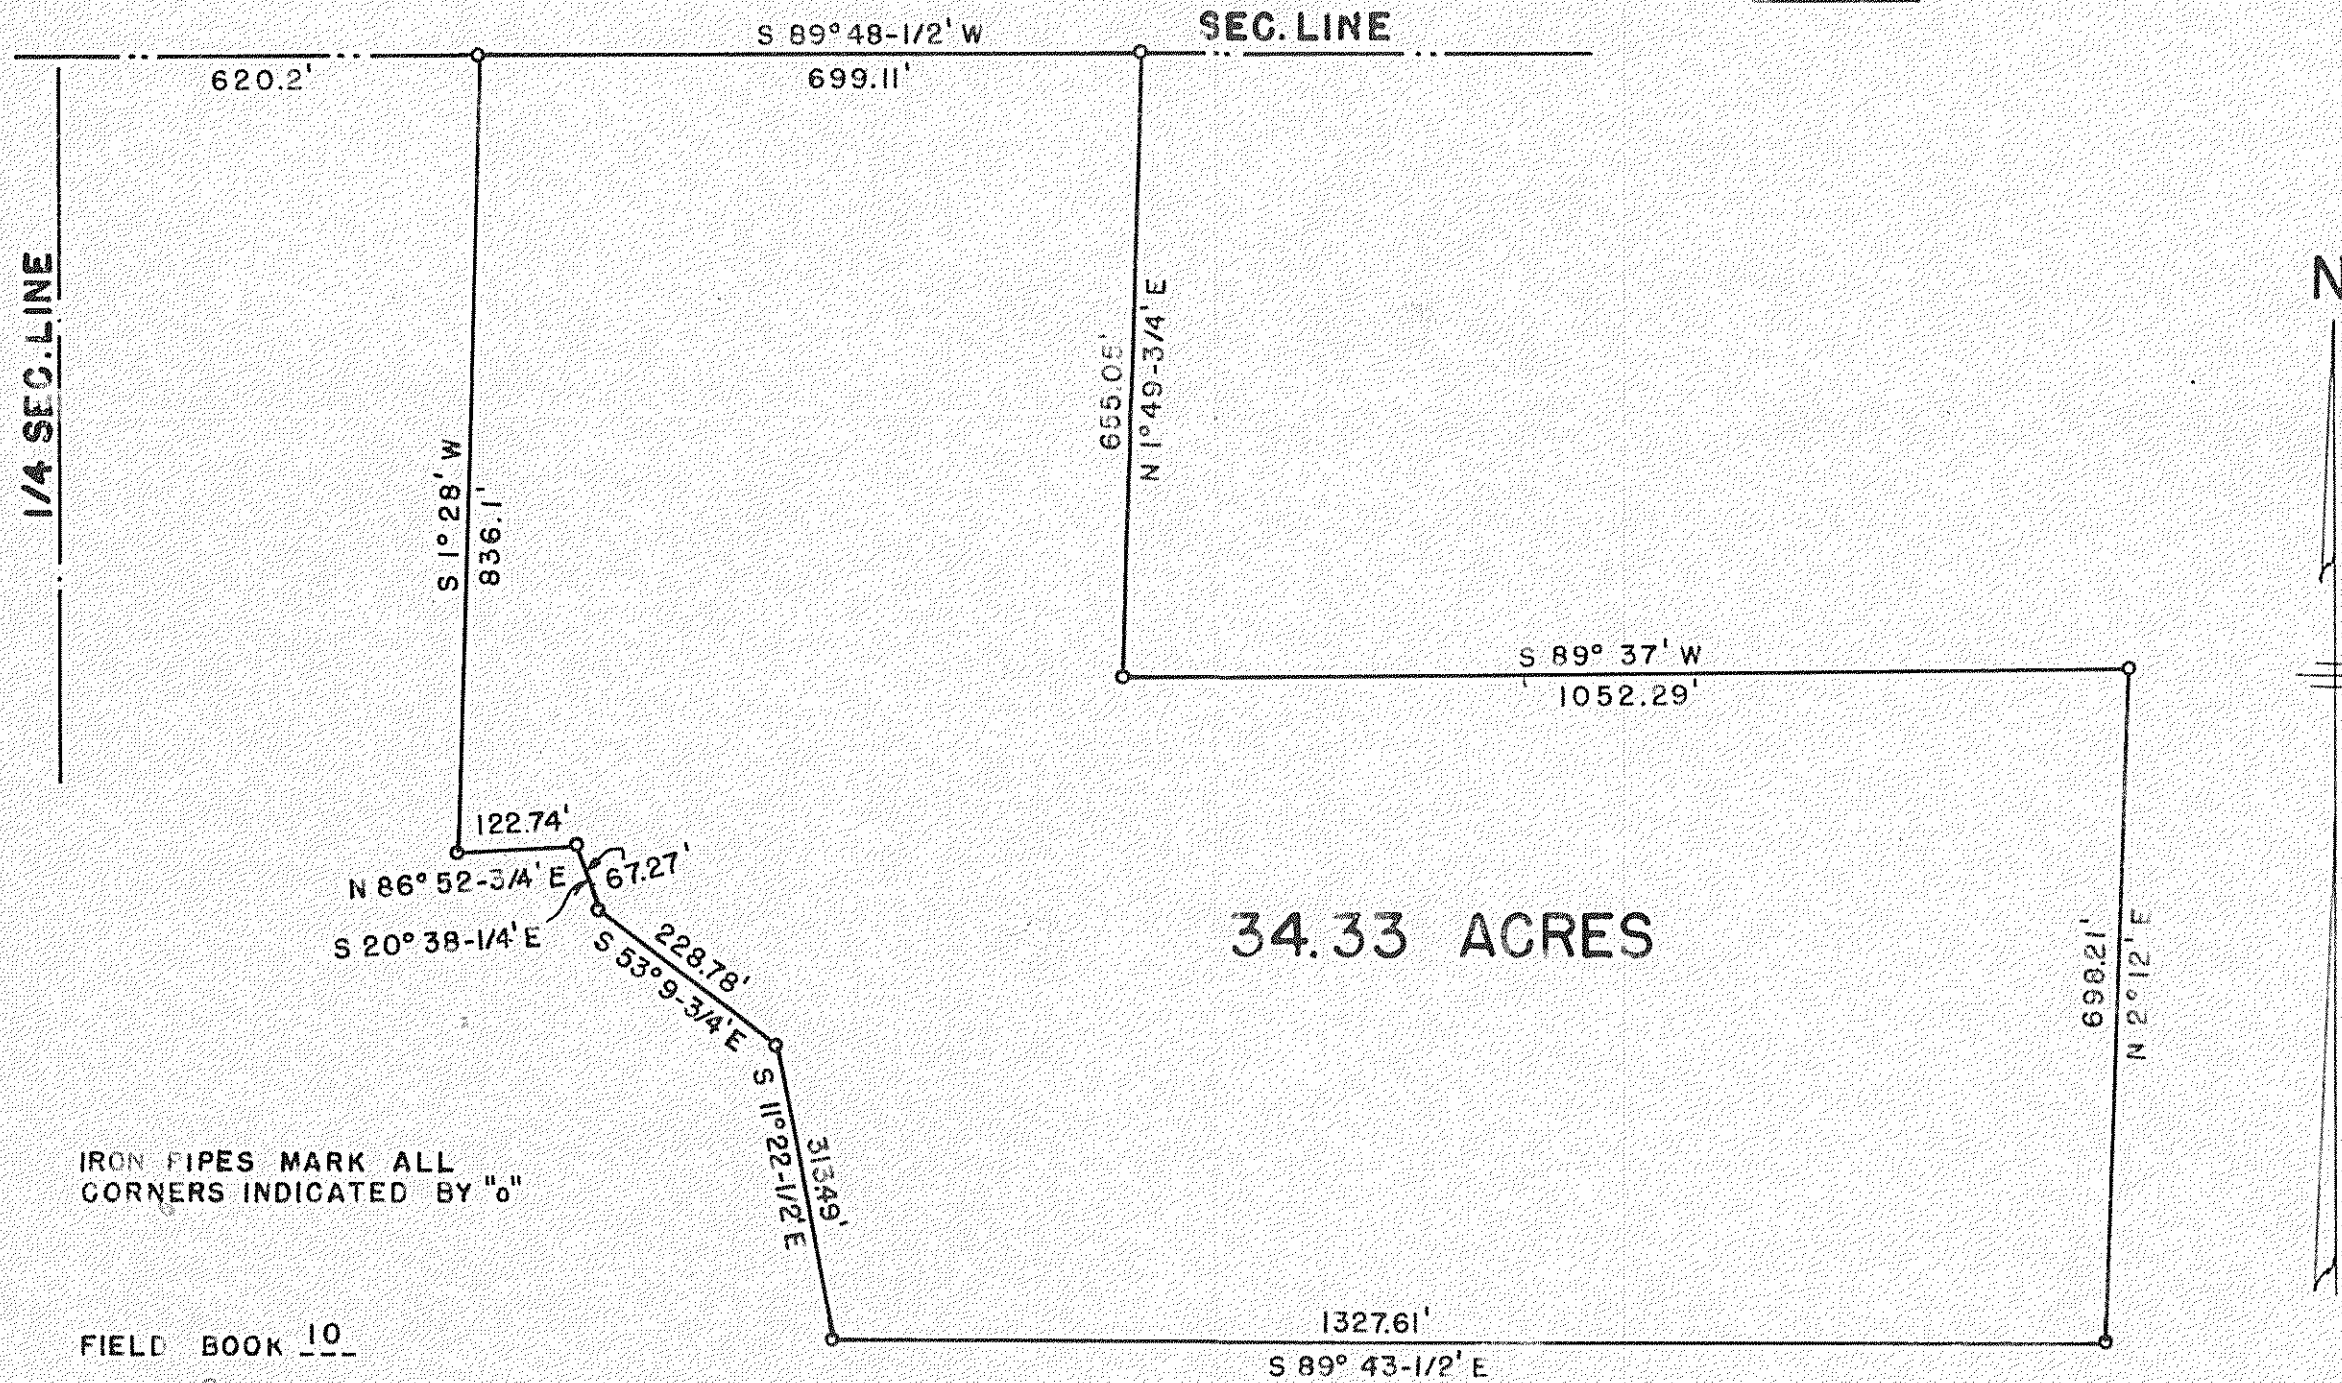 S 89° 48-1/2' W
SEC. LINE
620.2'
699.11'
1/4 SEC. LINE
N
S 1° 28' W
836.1'
655.05'
N 1° 49-3/4' E
S 89° 37' W
1052.29'
122.74'
N 86° 52-3/4' E
67.27'
S 20° 38-1/4' E
228.78'
S 53° 9-3/4' E
34.33 ACRES
698.21'
N 2° 12' E
S 11° 22-1/2' E
313.49'
IRON PIPES MARK ALL
CORNERS INDICATED BY "o"
1327.61'
S 89° 43-1/2' E
FIELD BOOK 10